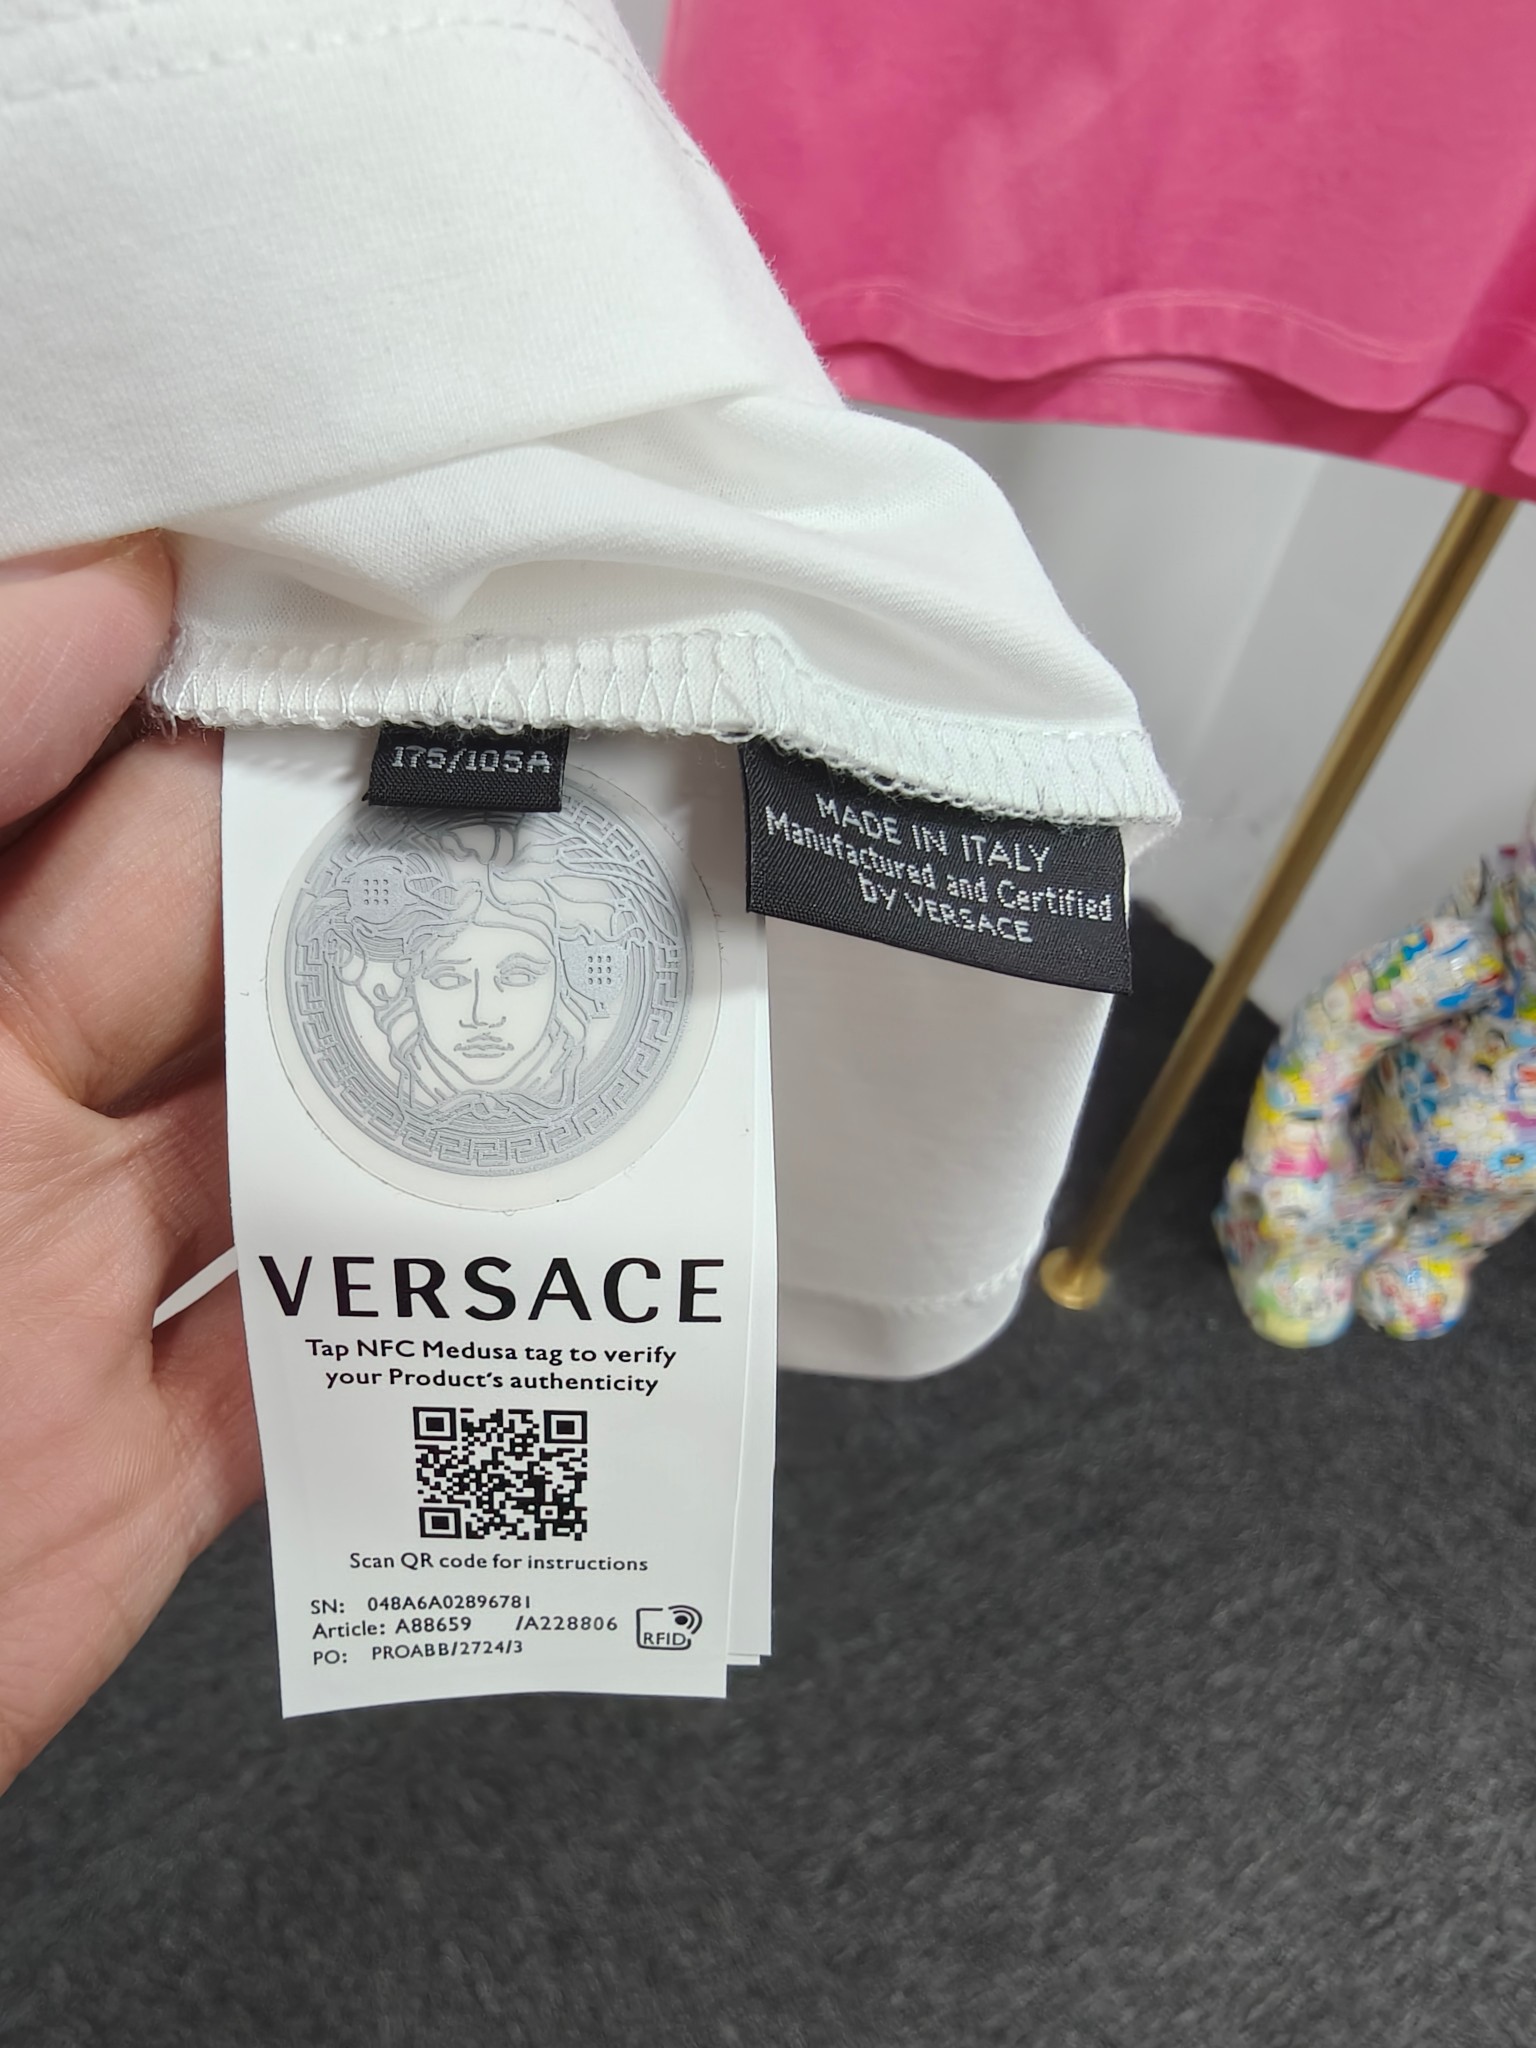 175/105A
MADE IN ITALY
Manufactured and Certified
by VERSACE
VERSACE
Tap NFC Medusa tag to verify
your Product's authenticity
Scan QR code for instructions
SN: 048A6A02896781
Article: A88659 /A228806
PO: PROABB/2724/3
RFID